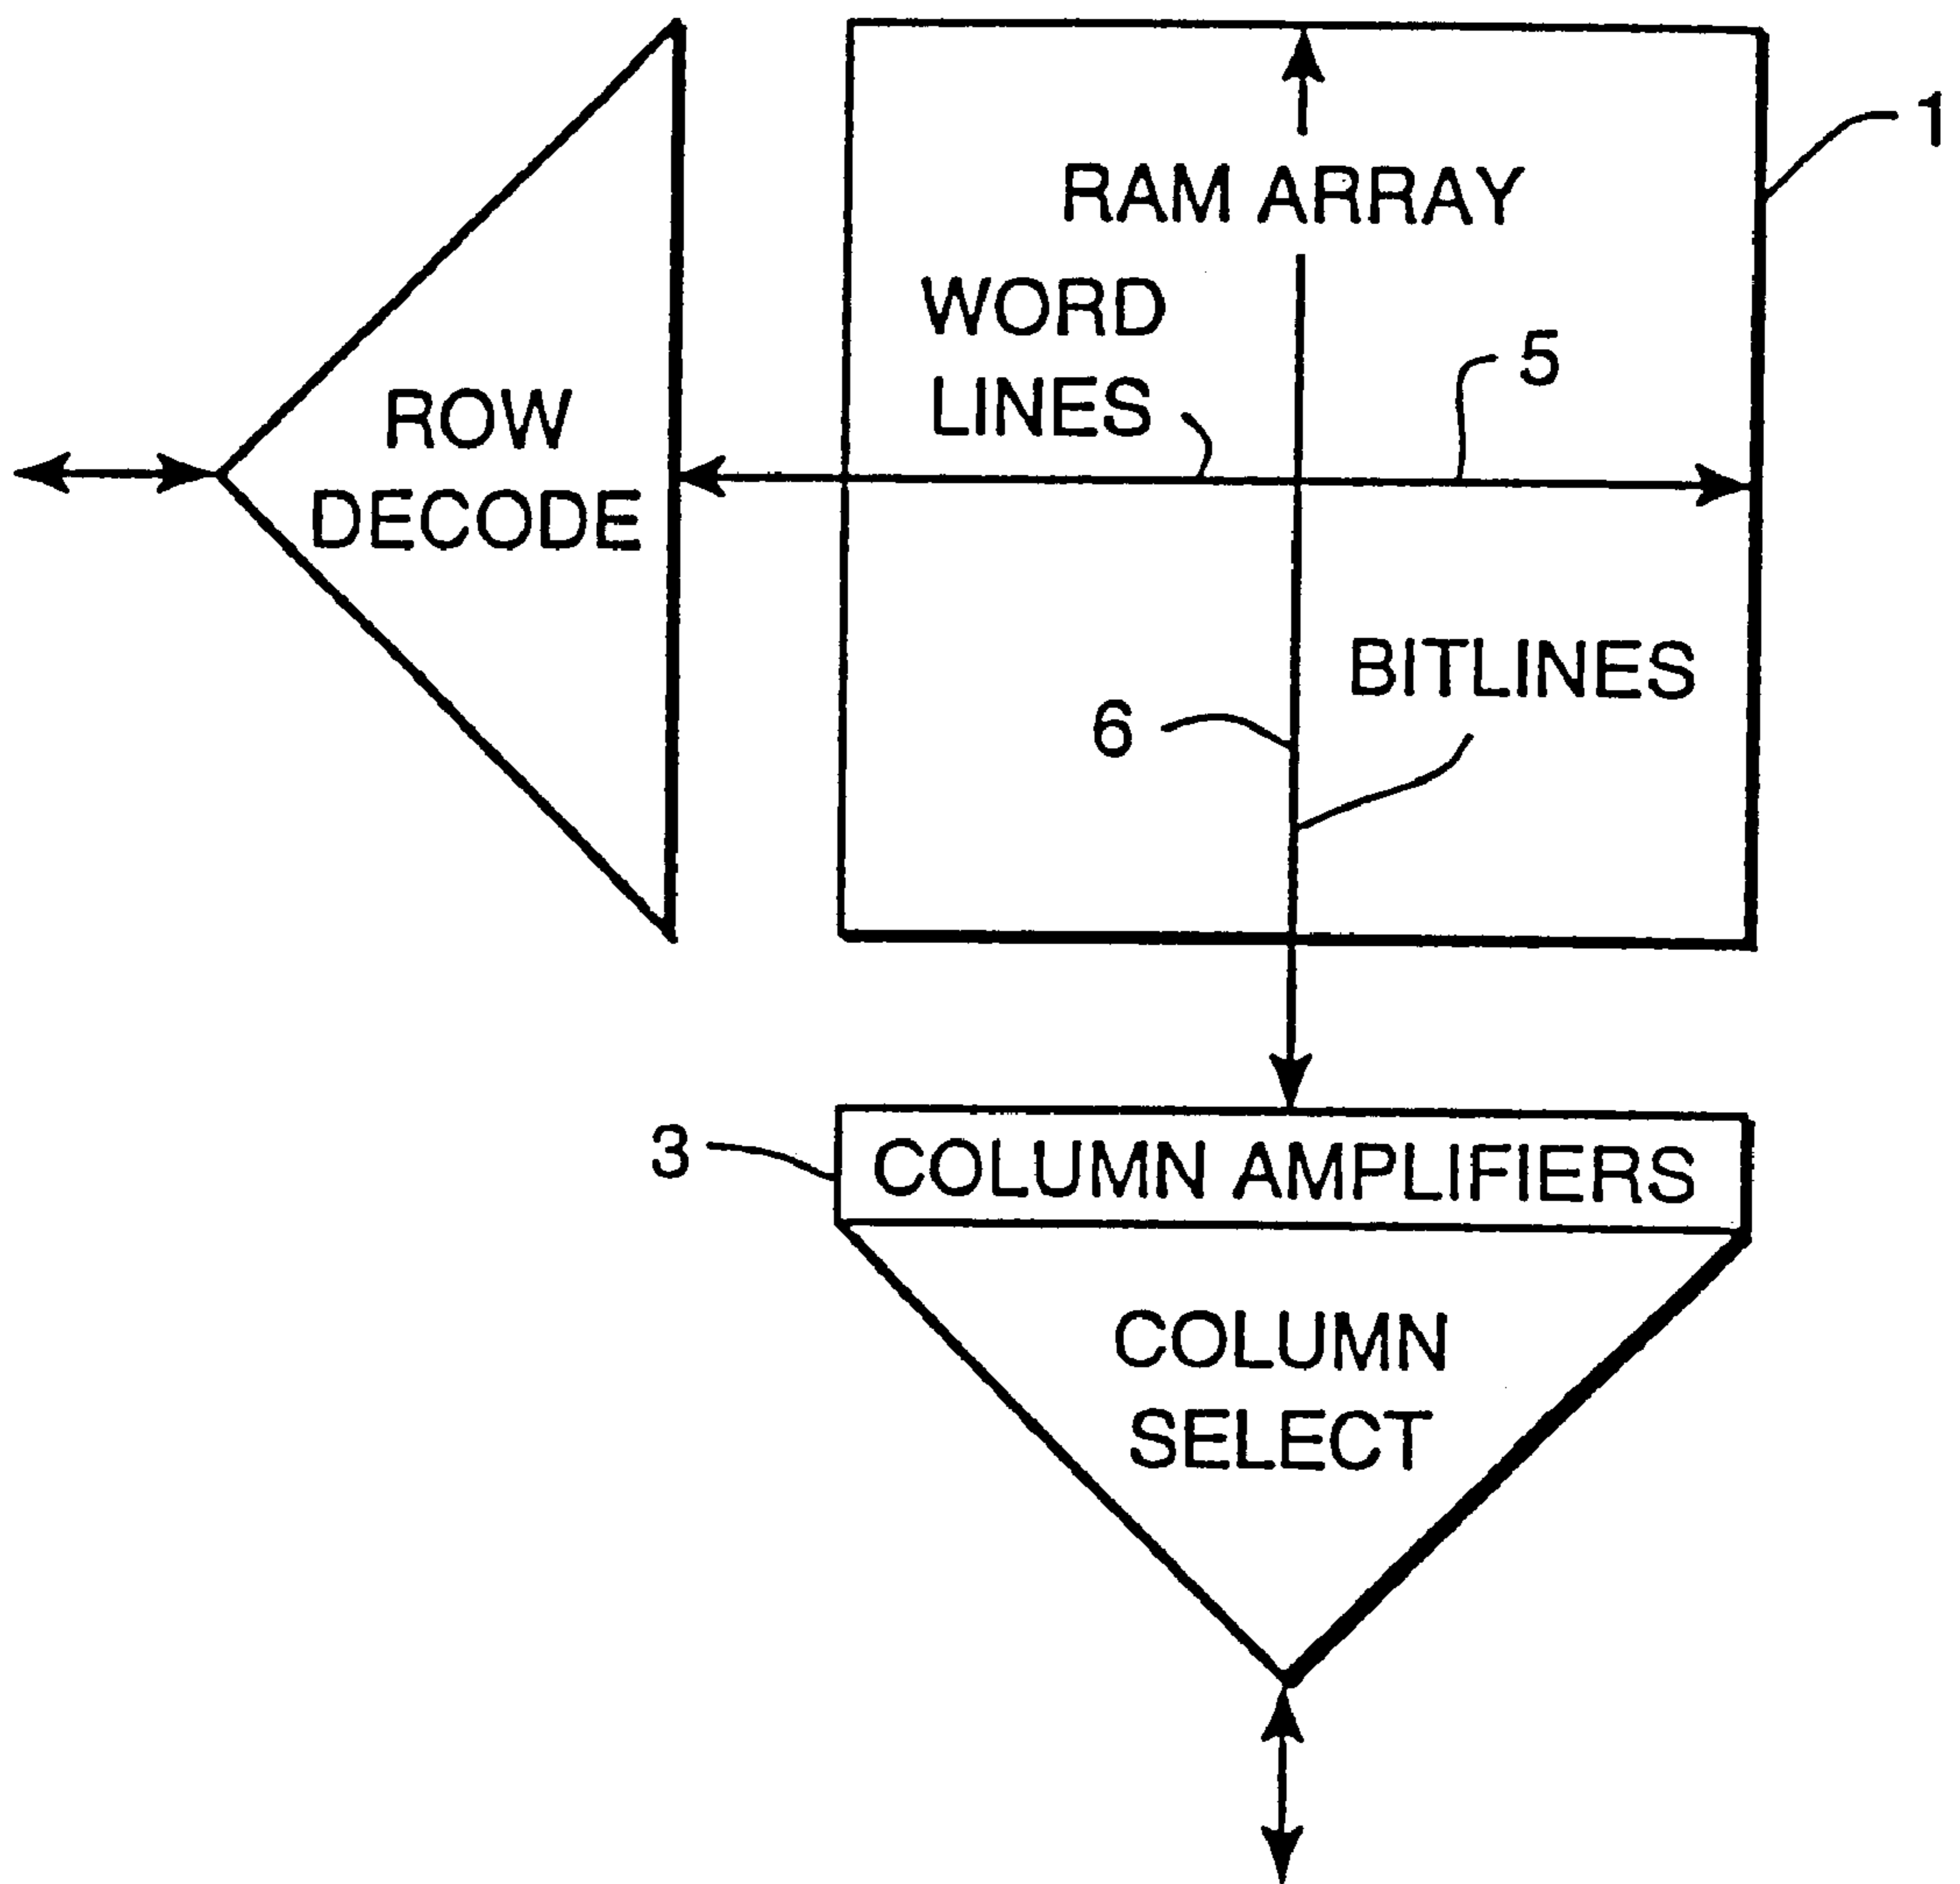 1
RAM ARRAY
WORD
LINES
5
ROW
DECODE
BITLINES
6
3
COLUMN AMPLIFIERS
COLUMN
SELECT